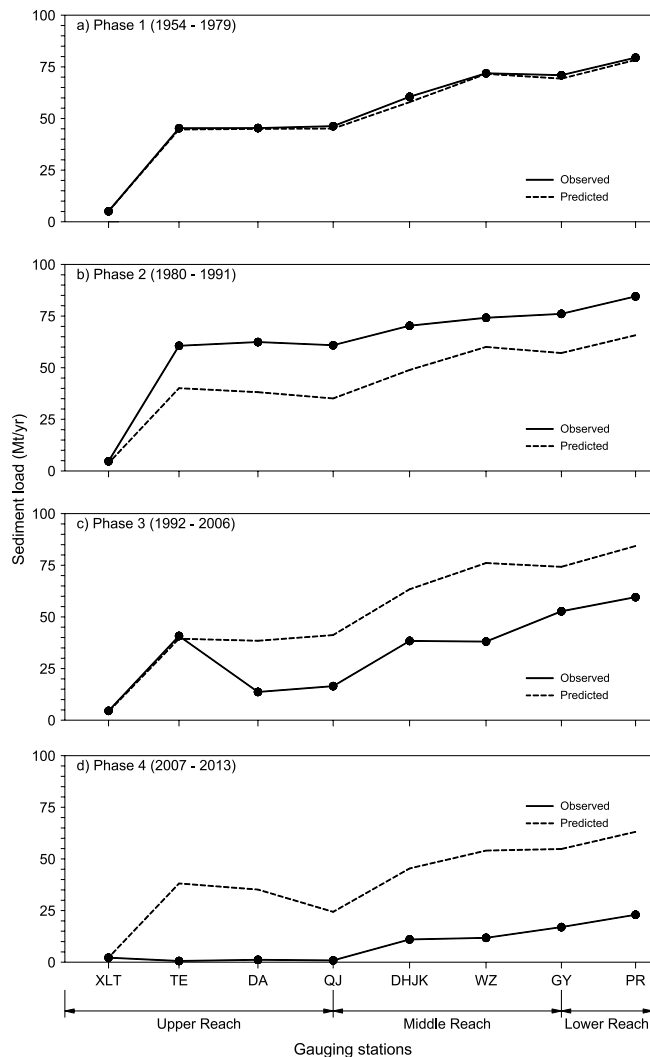 Sediment load (Mt/yr)
a) Phase 1 (1954 - 1979)
100
75
50
25
0
Observed
Predicted
b) Phase 2 (1980 - 1991)
100
75
50
25
0
Observed
Predicted
c) Phase 3 (1992 - 2006)
100
75
50
25
0
Observed
Predicted
d) Phase 4 (2007 - 2013)
100
75
50
25
0
Observed
Predicted
XLT TE DA QJ DHJK WZ GY PR
Upper Reach Middle Reach Lower Reach
Gauging stations